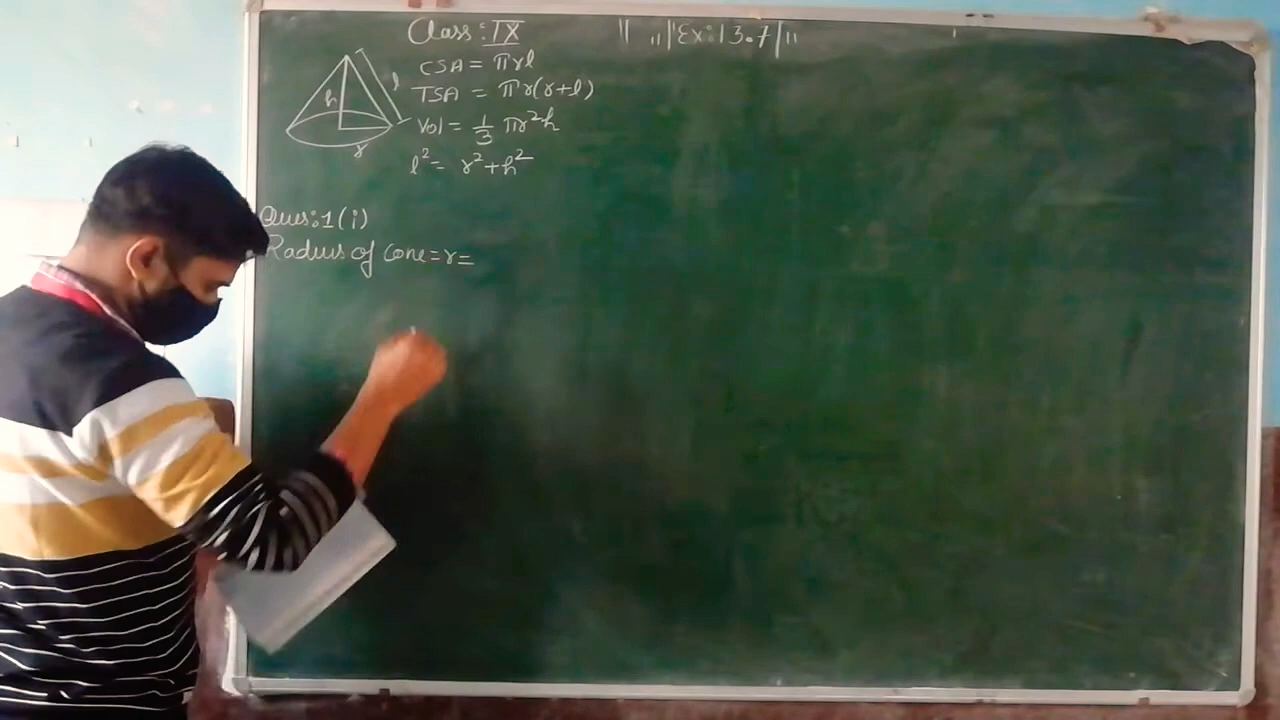 Class: IX
|| ,, |Ex:13.7| ,,
CSA = πrl
TSA = πr(r+l)
Vol = 1/3 πr²h
l² = r² + h²
h
l
r
Ques:1(i)
Radius of cone = r =